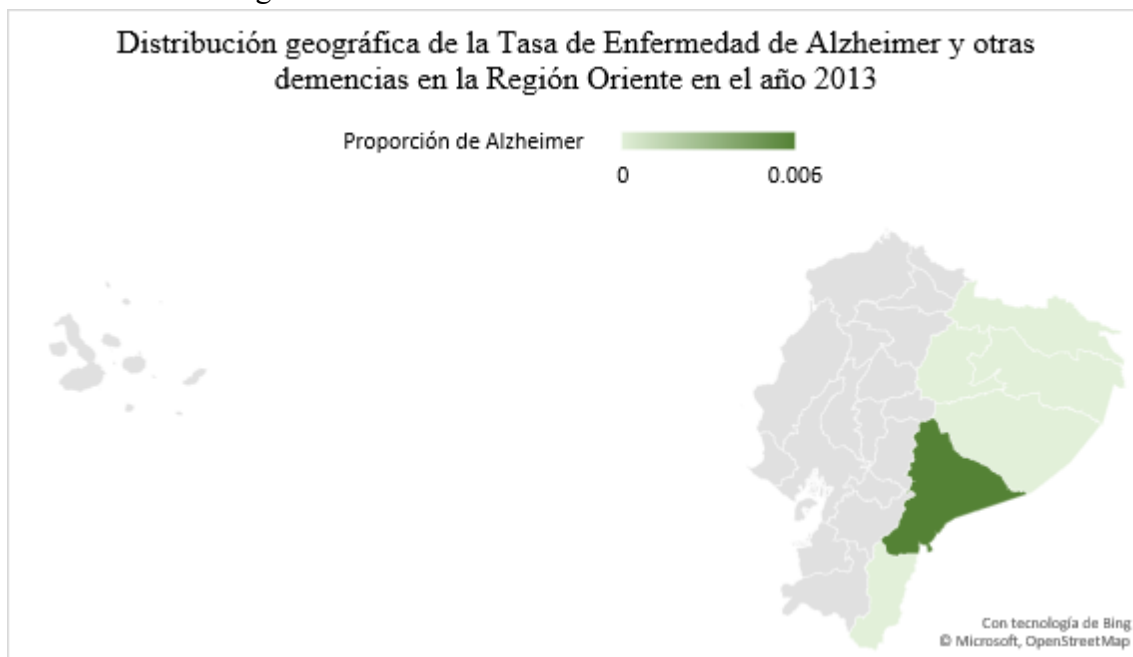 Distribución geográfica de la Tasa de Enfermedad de Alzheimer y otras
demencias en la Región Oriente en el año 2013
Proporción de Alzheimer
0 0.006
Con tecnología de Bing
© Microsoft, OpenStreetMap